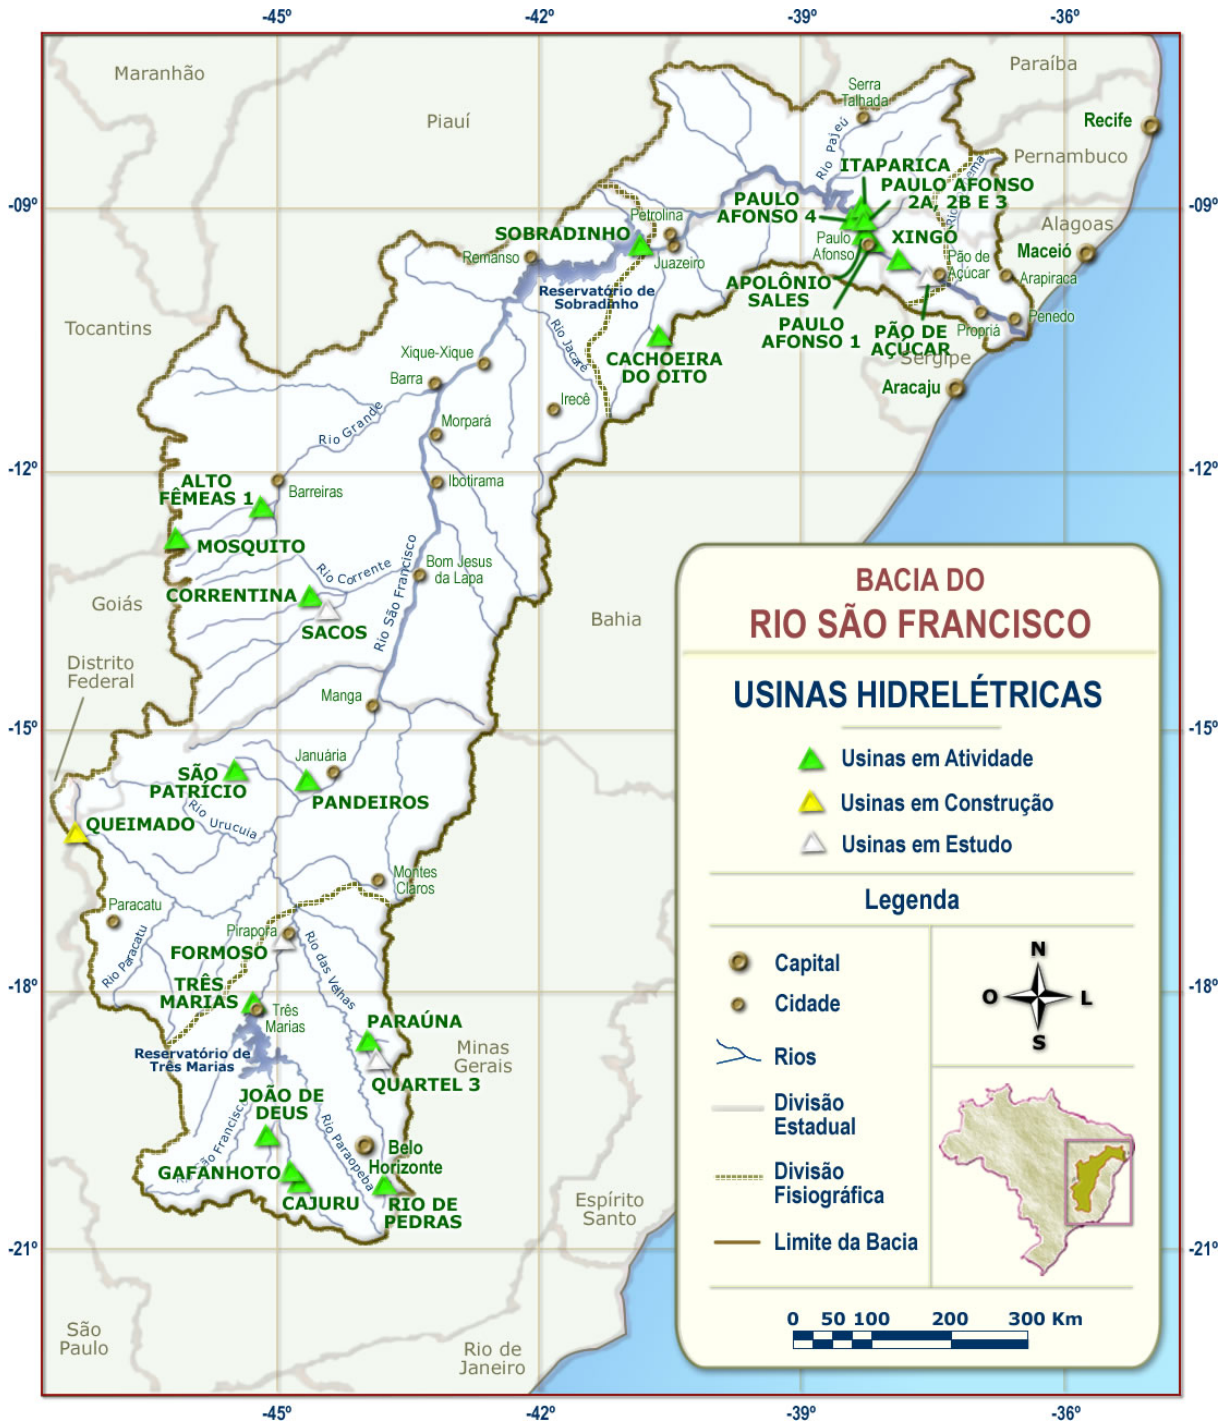 -45º
-42º
-39º
-36º
Maranhão
Piauí
Paraíba
Serra
Talhada
Recife
Rio Pajeú
Pernambuco
ITAPARICA
PAULO AFONSO
2A, 2B E 3
PAULO
AFONSO 4
-09º
-09º
Petrolina
SOBRADINHO
Alagoas
XINGÓ
Paulo
Afonso
Maceió
Remanso
Juazeiro
Pão de
Açúcar
Arapiraca
APOLÔNIO
SALES
Reservatório de
Sobradinho
PAULO
AFONSO 1
PÃO DE
AÇÚCAR
Propriá
Penedo
Tocantins
Rio Jacaré
Xique-Xique
CACHOEIRA
DO OITO
Sergipe
Barra
Aracaju
Irecê
Rio Grande
Morpará
-12º
-12º
ALTO
FÊMEAS 1
Barreiras
Ibotirama
MOSQUITO
Bom Jesus
da Lapa
Rio Corrente
Rio São Francisco
CORRENTINA
Goiás
SACOS
Bahia
Distrito
Federal
Manga
-15º
-15º
Januária
SÃO
PATRÍCIO
PANDEIROS
Rio Urucuia
QUEIMADO
Montes
Claros
Paracatu
Rio Paracatu
Pirapora
FORMOSO
Rio das Velhas
-18º
-18º
TRÊS
MARIAS
Três
Marias
PARAÚNA
Reservatório de
Três Marias
Minas
Gerais
QUARTEL 3
JOÃO DE
DEUS
São Francisco
Rio Paraopeba
Belo
Horizonte
GAFANHOTO
CAJURU
RIO DE
PEDRAS
Espírito
Santo
-21º
-21º
São
Paulo
Rio de
Janeiro
-45º
-42º
-39º
-36º
BACIA DO
RIO SÃO FRANCISCO
USINAS HIDRELÉTRICAS
Usinas em Atividade
Usinas em Construção
Usinas em Estudo
Legenda
Capital
Cidade
Rios
Divisão
Estadual
Divisão
Fisiográfica
Limite da Bacia
N
O
L
S
0 50 100 200 300 Km